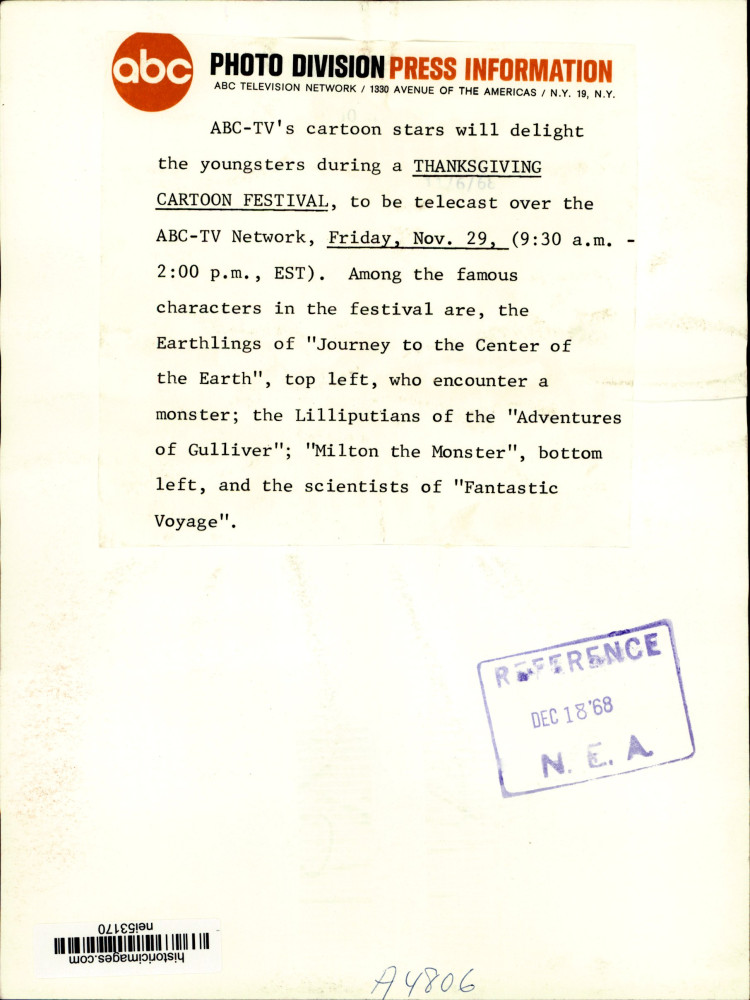 abc PHOTO DIVISION PRESS INFORMATION
ABC TELEVISION NETWORK / 1330 AVENUE OF THE AMERICAS / N.Y. 19, N.Y.
ABC-TV's cartoon stars will delight
the youngsters during a THANKSGIVING
CARTOON FESTIVAL, to be telecast over the
ABC-TV Network, Friday, Nov. 29, (9:30 a.m. -
2:00 p.m., EST). Among the famous
characters in the festival are, the
Earthlings of "Journey to the Center of
the Earth", top left, who encounter a
monster; the Lilliputians of the "Adventures
of Gulliver"; "Milton the Monster", bottom
left, and the scientists of "Fantastic
Voyage".
REFERENCE
DEC 18 '68
N. E. A
historicimages.com
nei53170
A4806